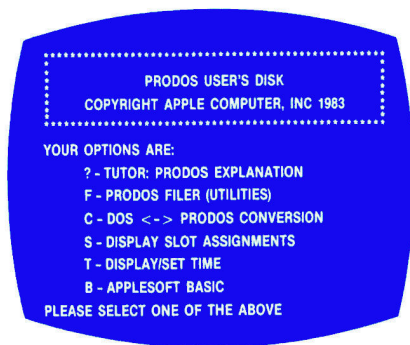 PRODOS USER'S DISK
COPYRIGHT APPLE COMPUTER, INC 1983
YOUR OPTIONS ARE:
? - TUTOR: PRODOS EXPLANATION
F - PRODOS FILER (UTILITIES)
C - DOS <-> PRODOS CONVERSION
S - DISPLAY SLOT ASSIGNMENTS
T - DISPLAY/SET TIME
B - APPLESOFT BASIC
PLEASE SELECT ONE OF THE ABOVE